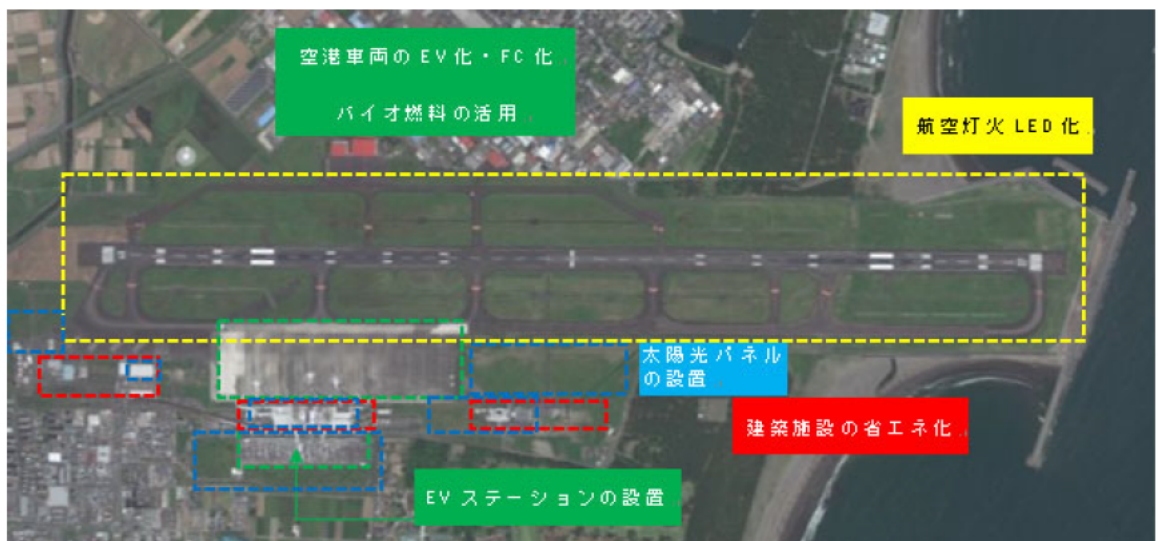 空港車両のEV化・FC化
バイオ燃料の活用
航空灯火LED化
太陽光パネル
の設置
建築施設の省エネ化
EVステーションの設置